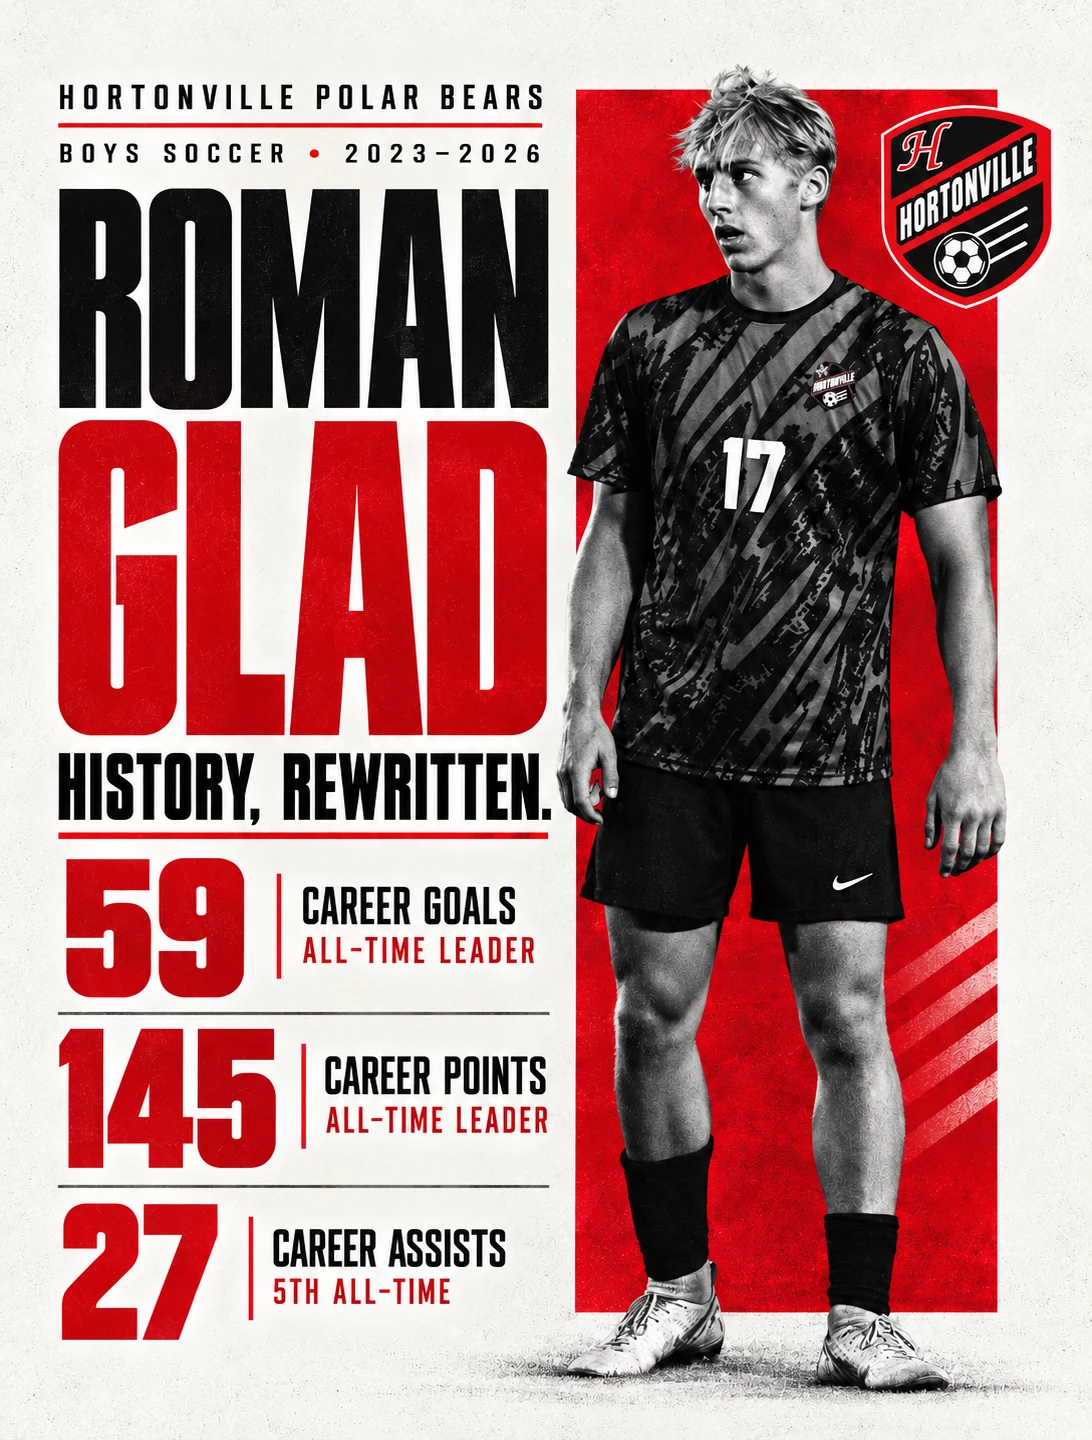 HORTONVILLE POLAR BEARS
BOYS SOCCER • 2023–2026
ROMAN
GLAD
HISTORY, REWRITTEN.
59
CAREER GOALS
ALL-TIME LEADER
145
CAREER POINTS
ALL-TIME LEADER
27
CAREER ASSISTS
5TH ALL-TIME
H
HORTONVILLE
HORTONVILLE
17